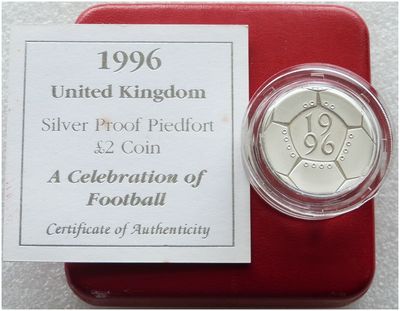 1996
United Kingdom
Silver Proof Piedfort
£2 Coin
A Celebration of
Football
Certificate of Authenticity
19
96